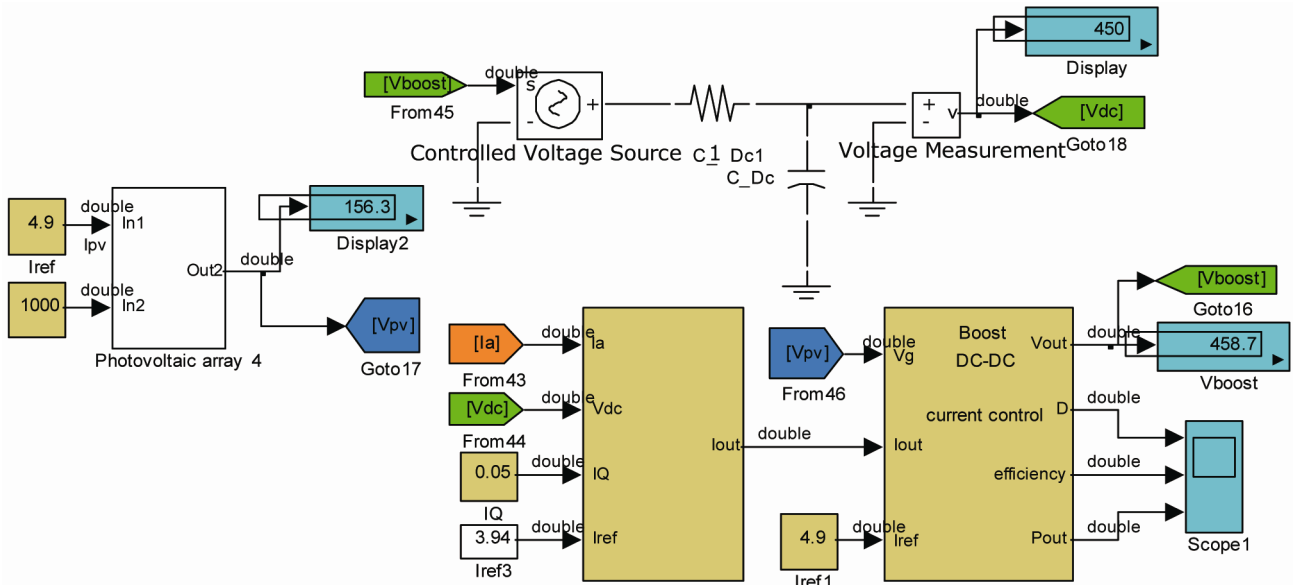 [Vboost]
From45
double
s
+
-
Controlled Voltage Source
C_1 Dc1
C_Dc
+
-
v
Voltage Measurement
double
450
Display
[Vdc]
Goto18
4.9
Iref
double
Ipv
In1
1000
double
In2
Out2
Photovoltaic array 4
double
156.3
Display2
[Vpv]
Goto17
[Ia]
From43
double
Ia
[Vdc]
From44
double
Vdc
0.05
IQ
double
IQ
3.94
Iref3
double
Iref
Iout
double
[Vpv]
From46
double
Vg
Iout
4.9
Iref1
double
Iref
Boost
DC-DC
current control
Vout
D
efficiency
Pout
double
double
double
double
[Vboost]
Goto16
458.7
Vboost
Scope1